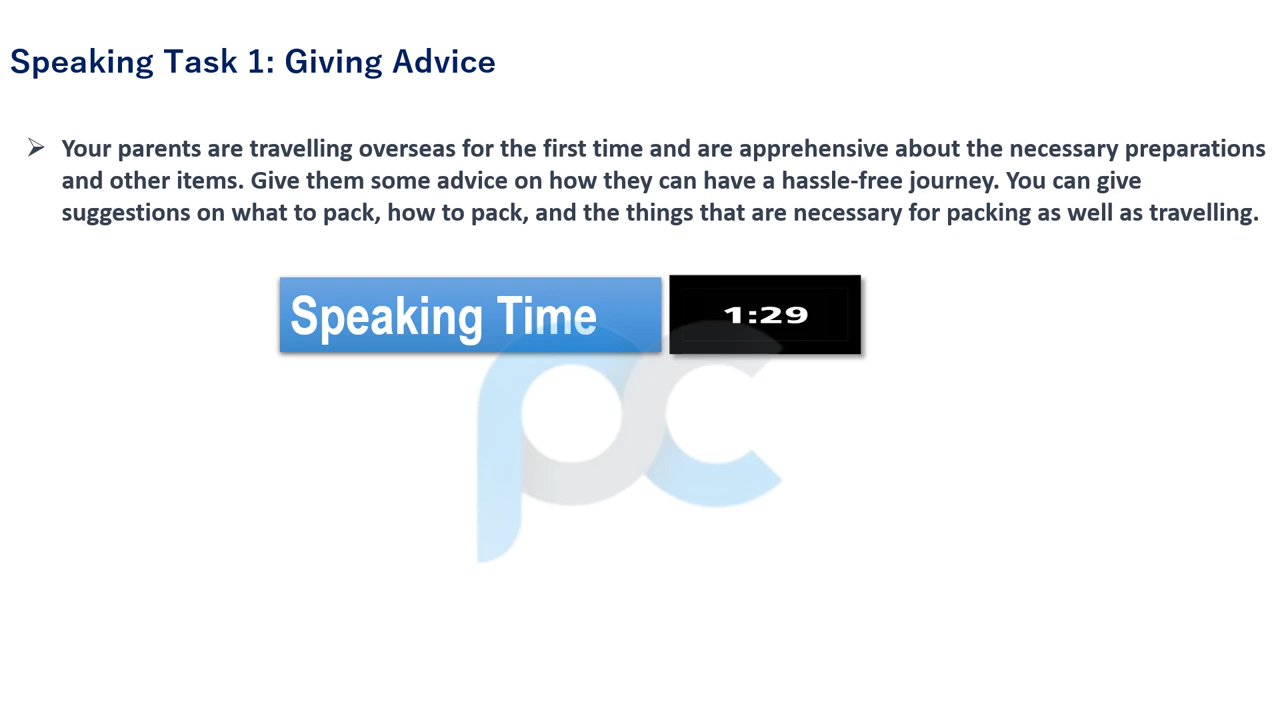 Speaking Task 1: Giving Advice
➢ Your parents are travelling overseas for the first time and are apprehensive about the necessary preparations
and other items. Give them some advice on how they can have a hassle-free journey. You can give
suggestions on what to pack, how to pack, and the things that are necessary for packing as well as travelling.
Speaking Time 1:29
pc